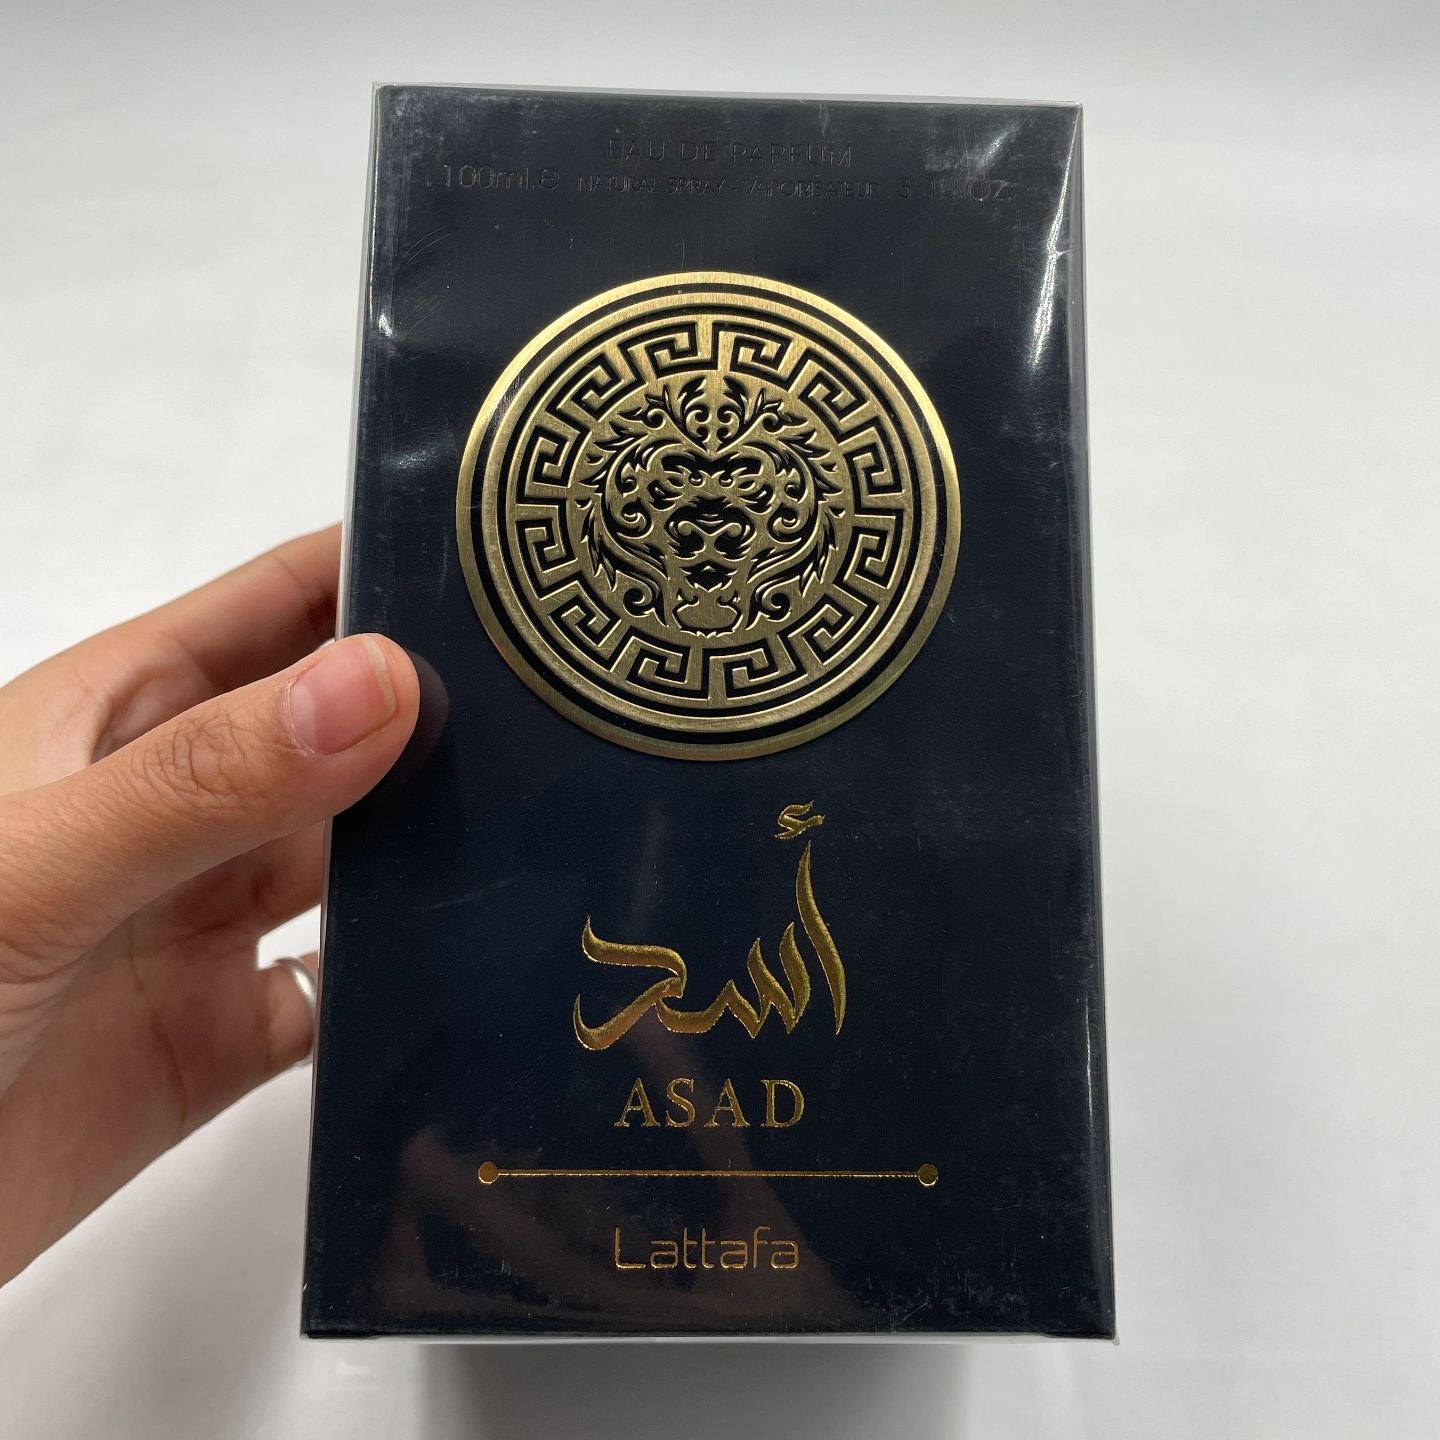 EAU DE PARFUM
100ml.e NATURAL SPRAY - VAPORISATEUR
أسد
ASAD
Lattafa